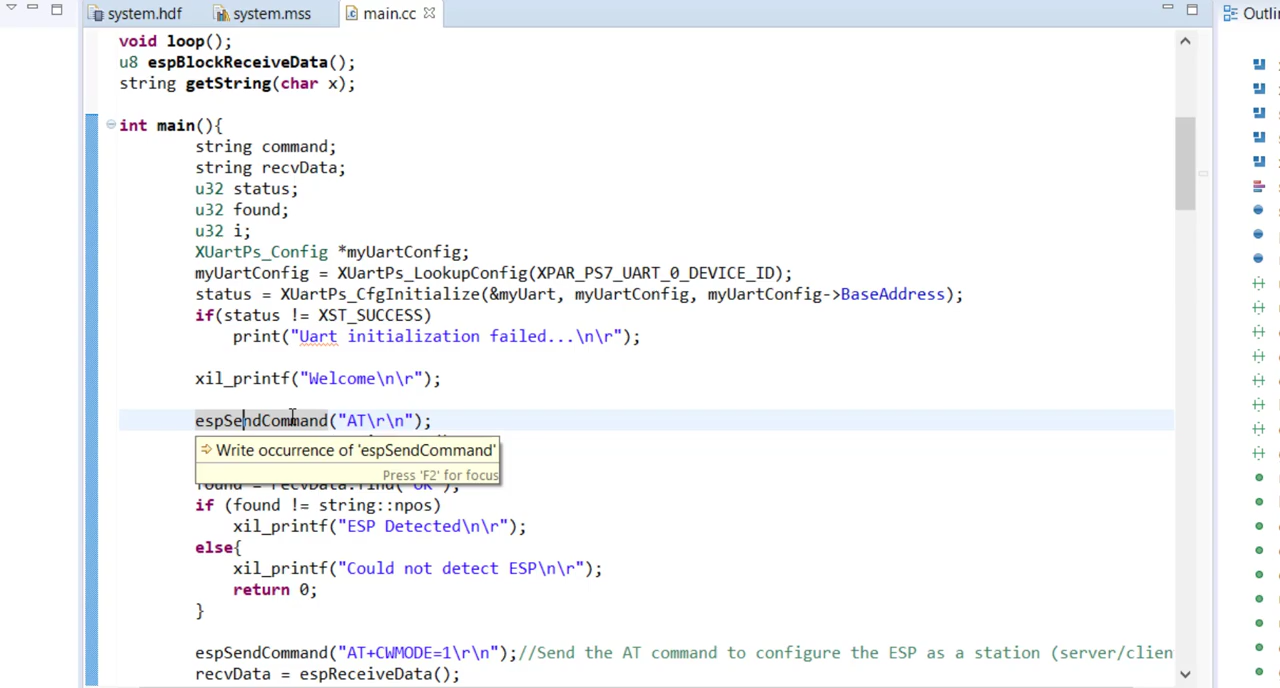 system.hdf system.mss main.cc Outli
void loop();
u8 espBlockReceiveData();
string getString(char x);
int main(){
string command;
string recvData;
u32 status;
u32 found;
u32 i;
XUartPs_Config *myUartConfig;
myUartConfig = XUartPs_LookupConfig(XPAR_PS7_UART_0_DEVICE_ID);
status = XUartPs_CfgInitialize(&myUart, myUartConfig, myUartConfig->BaseAddress);
if(status != XST_SUCCESS)
print("Uart initialization failed...\n\r");
xil_printf("Welcome\n\r");
espSendCommand("AT\r\n");
Write occurrence of 'espSendCommand'
Press 'F2' for focus
found = recvData.find("OK");
if (found != string::npos)
xil_printf("ESP Detected\n\r");
else{
xil_printf("Could not detect ESP\n\r");
return 0;
}
espSendCommand("AT+CWMODE=1\r\n");//Send the AT command to configure the ESP as a station (server/clien
recvData = espReceiveData();